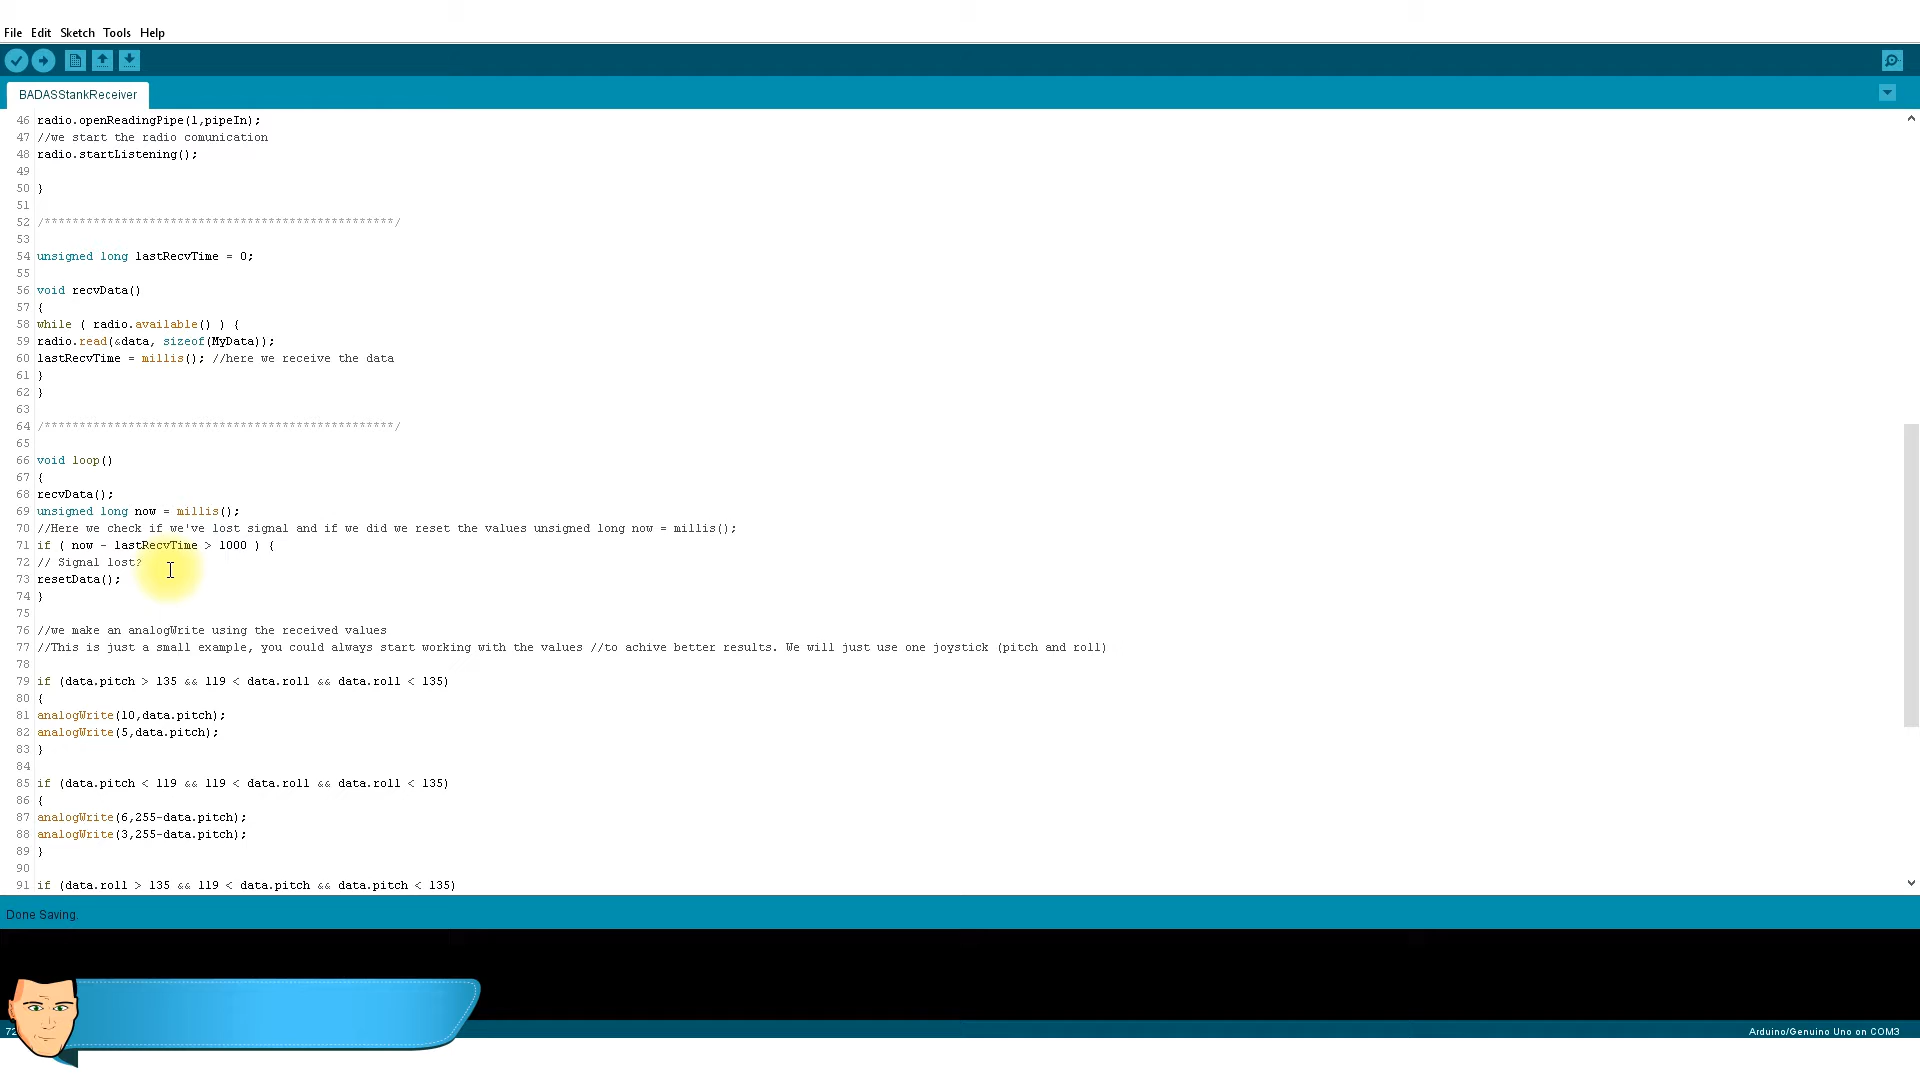 File Edit Sketch Tools Help
BADASStankReceiver
46 radio.openReadingPipe(1,pipeIn);
47 //we start the radio comunication
48 radio.startListening();
49
50 }
51
52 /**************************************************/
53
54 unsigned long lastRecvTime = 0;
55
56 void recvData()
57 {
58 while ( radio.available() ) {
59 radio.read(&data, sizeof(MyData));
60 lastRecvTime = millis(); //here we receive the data
61 }
62 }
63
64 /**************************************************/
65
66 void loop()
67 {
68 recvData();
69 unsigned long now = millis();
70 //Here we check if we've lost signal and if we did we reset the values unsigned long now = millis();
71 if ( now - lastRecvTime > 1000 ) {
72 // Signal lost?
73 resetData();
74 }
75
76 //we make an analogWrite using the received values
77 //This is just a small example, you could always start working with the values //to achive better results. We will just use one joystick (pitch and roll)
78
79 if (data.pitch > 135 && 119 < data.roll && data.roll < 135)
80 {
81 analogWrite(10,data.pitch);
82 analogWrite(5,data.pitch);
83 }
84
85 if (data.pitch < 119 && 119 < data.roll && data.roll < 135)
86 {
87 analogWrite(6,255-data.pitch);
88 analogWrite(3,255-data.pitch);
89 }
90
91 if (data.roll > 135 && 119 < data.pitch && data.pitch < 135)
Done Saving.
72
Arduino/Genuino Uno on COM3